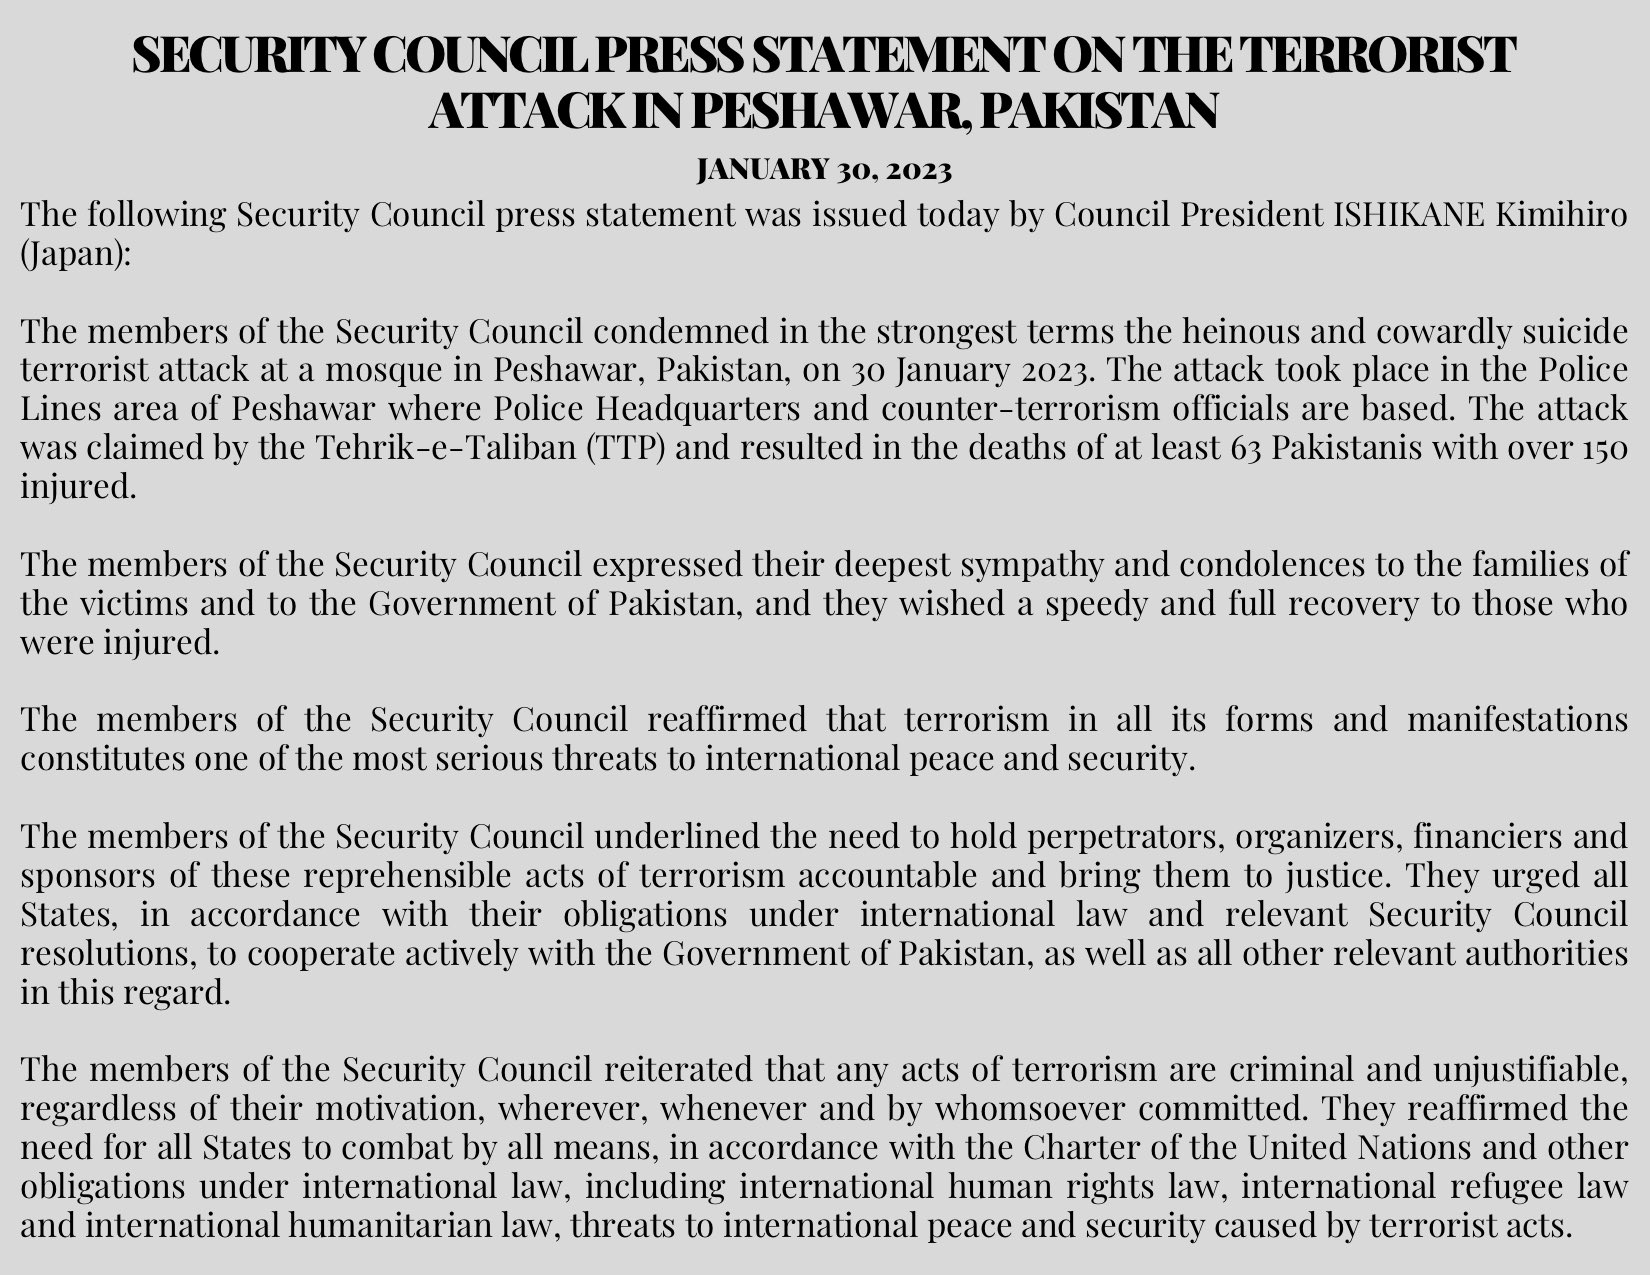 SECURITY COUNCIL PRESS STATEMENT ON THE TERRORIST
ATTACK IN PESHAWAR, PAKISTAN
JANUARY 30, 2023
The following Security Council press statement was issued today by Council President ISHIKANE Kimihiro
(Japan):
The members of the Security Council condemned in the strongest terms the heinous and cowardly suicide
terrorist attack at a mosque in Peshawar, Pakistan, on 30 January 2023. The attack took place in the Police
Lines area of Peshawar where Police Headquarters and counter-terrorism officials are based. The attack
was claimed by the Tehrik-e-Taliban (TTP) and resulted in the deaths of at least 63 Pakistanis with over 150
injured.
The members of the Security Council expressed their deepest sympathy and condolences to the families of
the victims and to the Government of Pakistan, and they wished a speedy and full recovery to those who
were injured.
The members of the Security Council reaffirmed that terrorism in all its forms and manifestations
constitutes one of the most serious threats to international peace and security.
The members of the Security Council underlined the need to hold perpetrators, organizers, financiers and
sponsors of these reprehensible acts of terrorism accountable and bring them to justice. They urged all
States, in accordance with their obligations under international law and relevant Security Council
resolutions, to cooperate actively with the Government of Pakistan, as well as all other relevant authorities
in this regard.
The members of the Security Council reiterated that any acts of terrorism are criminal and unjustifiable,
regardless of their motivation, wherever, whenever and by whomsoever committed. They reaffirmed the
need for all States to combat by all means, in accordance with the Charter of the United Nations and other
obligations under international law, including international human rights law, international refugee law
and international humanitarian law, threats to international peace and security caused by terrorist acts.